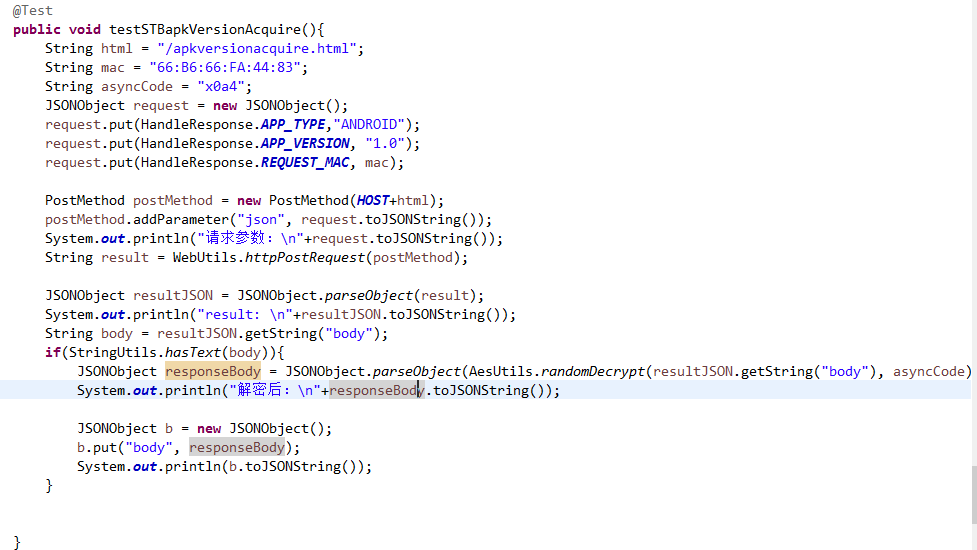 @Test
public void testSTBapkVersionAcquire(){
String html = "/apkversionacquire.html";
String mac = "66:B6:66:FA:44:83";
String asyncCode = "x0a4";
JSONObject request = new JSONObject();
request.put(HandleResponse.APP_TYPE,"ANDROID");
request.put(HandleResponse.APP_VERSION, "1.0");
request.put(HandleResponse.REQUEST_MAC, mac);
PostMethod postMethod = new PostMethod(HOST+html);
postMethod.addParameter("json", request.toJSONString());
System.out.println("请求参数：\n"+request.toJSONString());
String result = WebUtils.httpPostRequest(postMethod);
JSONObject resultJSON = JSONObject.parseObject(result);
System.out.println("result: \n"+resultJSON.toJSONString());
String body = resultJSON.getString("body");
if(StringUtils.hasText(body)){
JSONObject responseBody = JSONObject.parseObject(AesUtils.randomDecrypt(resultJSON.getString("body"), asyncCode)
System.out.println("解密后：\n"+responseBody.toJSONString());
JSONObject b = new JSONObject();
b.put("body", responseBody);
System.out.println(b.toJSONString());
}
}